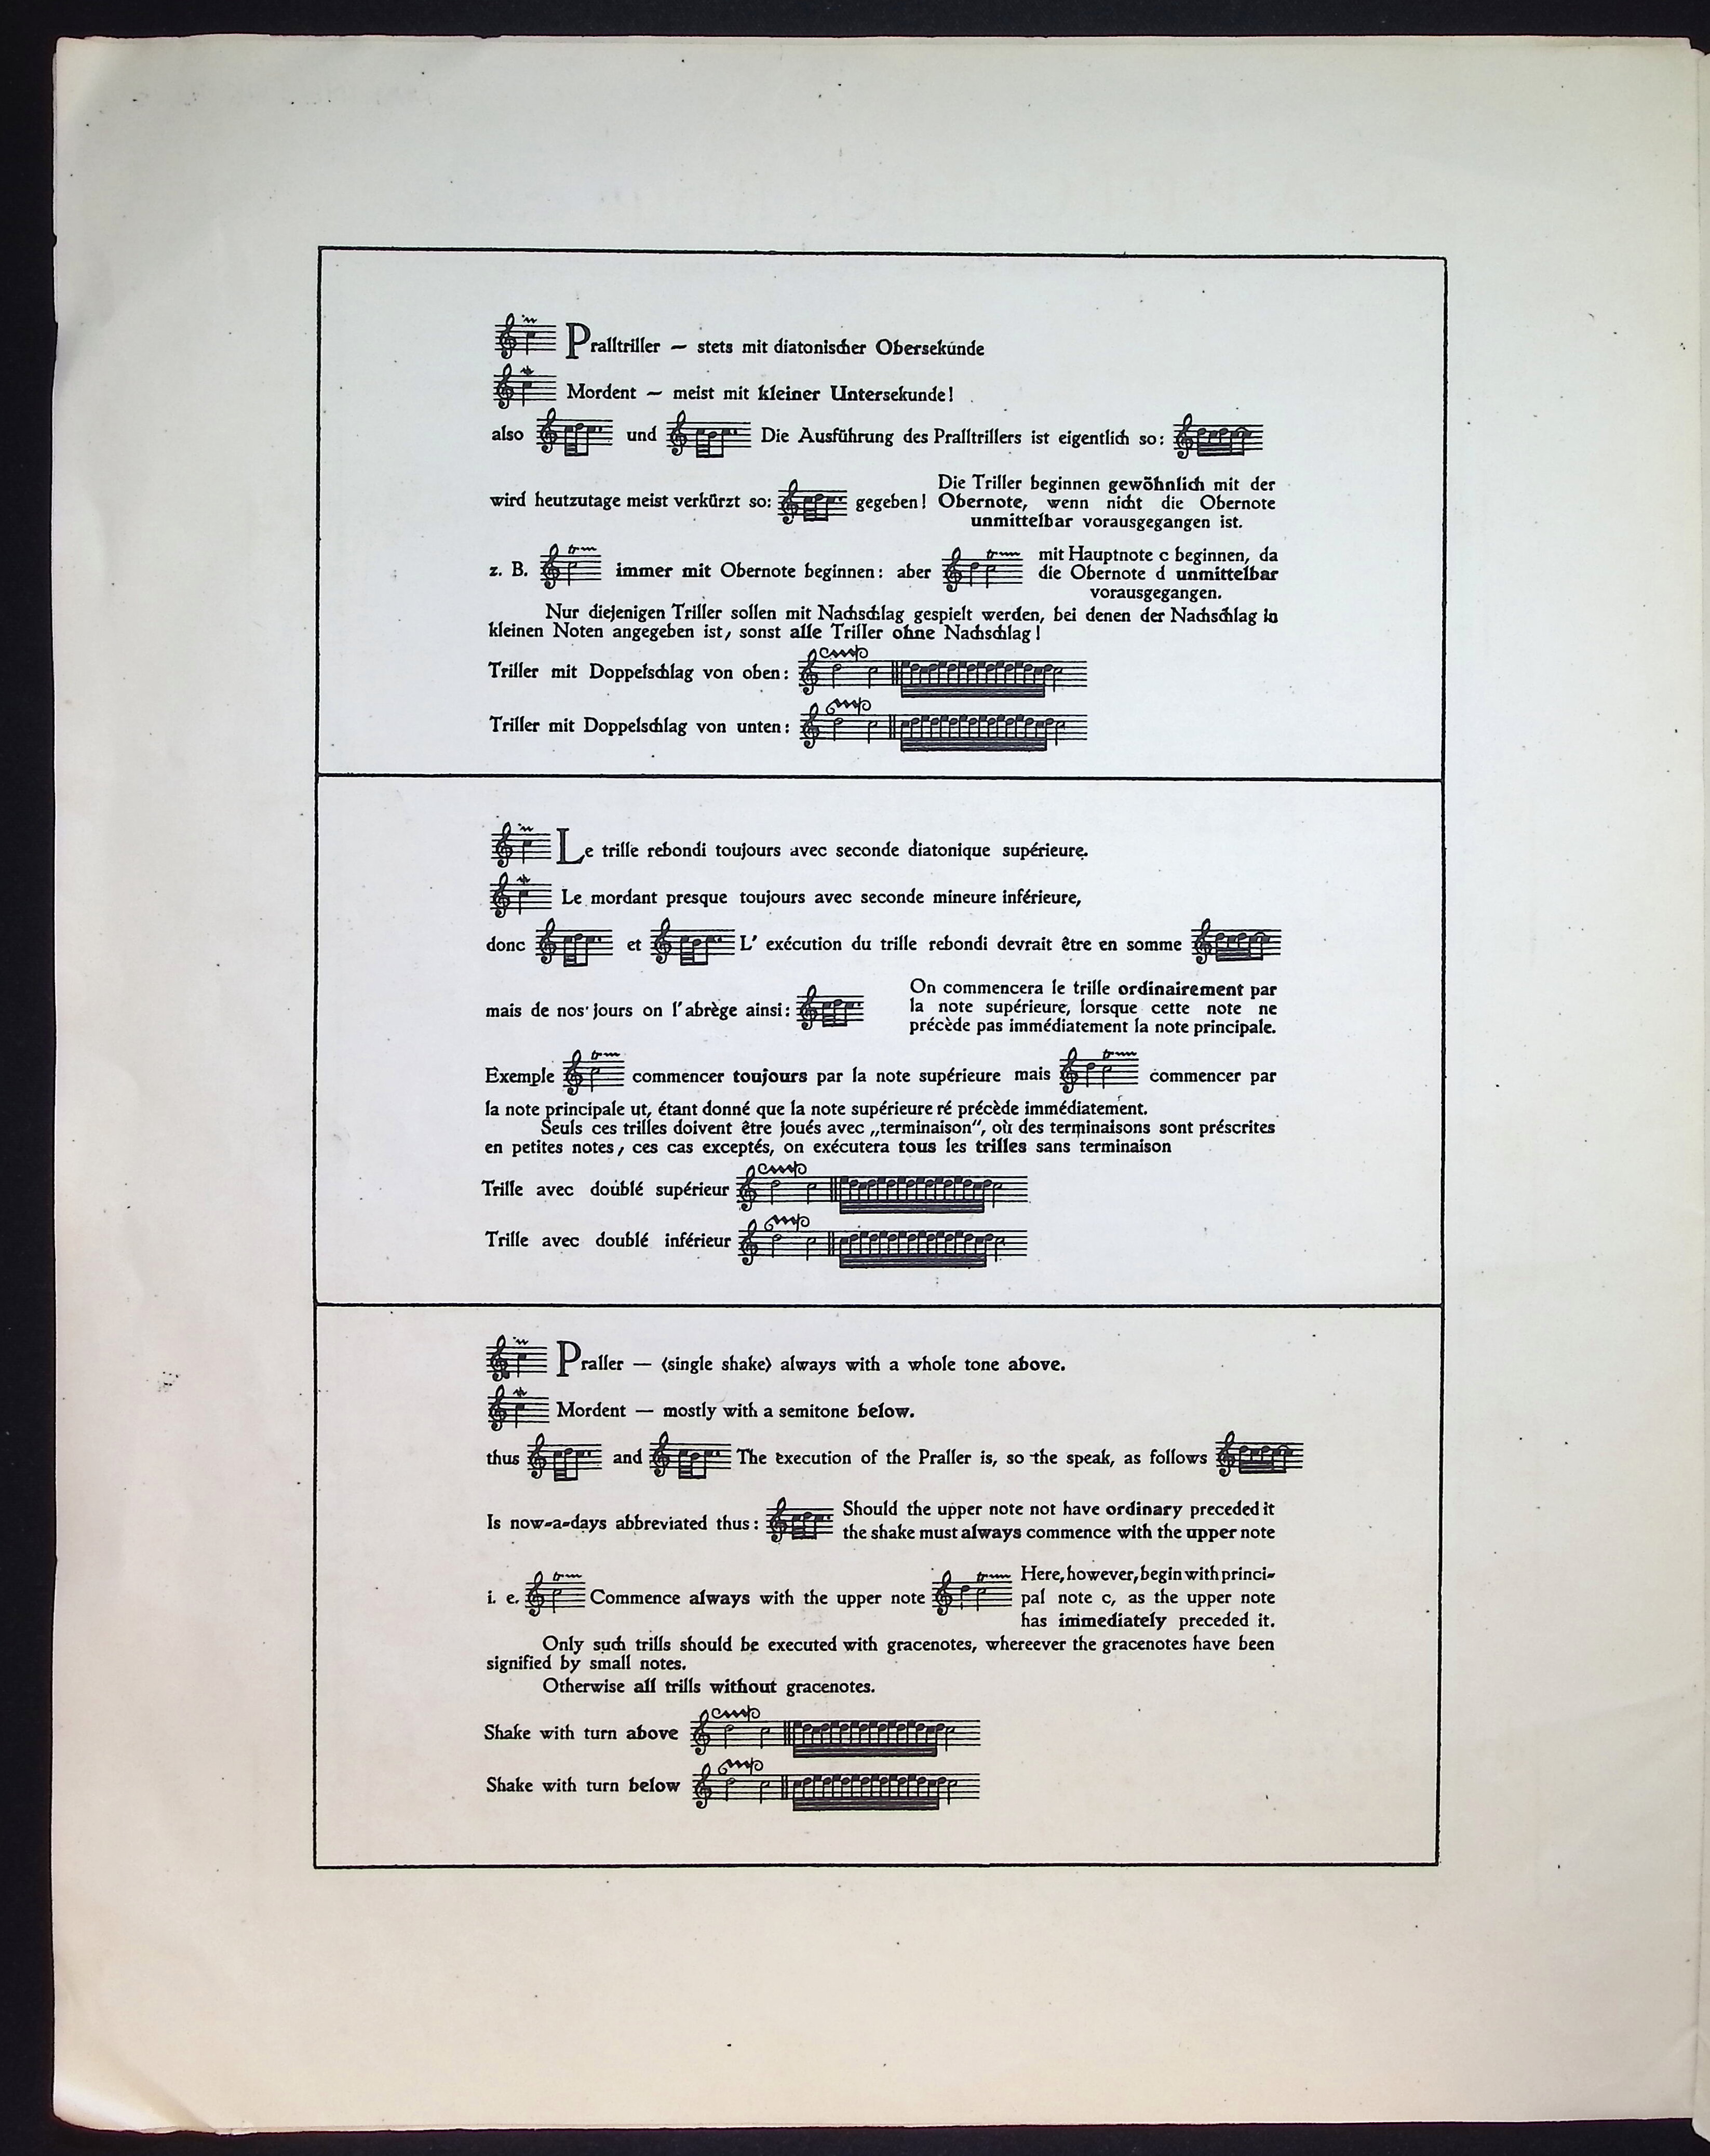 Pralltriller – stets mit diatonischer Obersekunde
Mordent – meist mit kleiner Untersekunde!
also und Die Ausführung des Pralltrillers ist eigentlich so:
wird heutzutage meist verkürzt so: gegeben!
Die Triller beginnen gewöhnlich mit der
Obernote, wenn nicht die Obernote
unmittelbar vorausgegangen ist.
z. B. immer mit Obernote beginnen: aber
mit Hauptnote c beginnen, da
die Obernote d unmittelbar
vorausgegangen.
Nur diejenigen Triller sollen mit Nachschlag gespielt werden, bei denen der Nachschlag in
kleinen Noten angegeben ist, sonst alle Triller ohne Nachschlag!
Triller mit Doppelschlag von oben:
Triller mit Doppelschlag von unten:
Le trille rebondi toujours avec seconde diatonique supérieure.
Le mordant presque toujours avec seconde mineure inférieure,
donc et L' exécution du trille rebondi devrait être en somme
mais de nos jours on l'abrège ainsi:
On commencera le trille ordinairement par
la note supérieure, lorsque cette note ne
précède pas immédiatement la note principale.
Exemple commencer toujours par la note supérieure mais commencer par
la note principale ut, étant donné que la note supérieure ré précède immédiatement.
Seuls ces trilles doivent être joués avec „terminaison“, où des terminaisons sont préscrites
en petites notes, ces cas exceptés, on exécutera tous les trilles sans terminaison
Trille avec doublé supérieur
Trille avec doublé inférieur
Praller — (single shake) always with a whole tone above.
Mordent — mostly with a semitone below.
thus and The execution of the Praller is, so the speak, as follows
Is now-a-days abbreviated thus:
Should the upper note not have ordinary preceded it
the shake must always commence with the upper note
i. e. Commence always with the upper note
Here, however, begin with princi-
pal note c, as the upper note
has immediately preceded it.
Only such trills should be executed with gracenotes, whereever the gracenotes have been
signified by small notes.
Otherwise all trills without gracenotes.
Shake with turn above
Shake with turn below